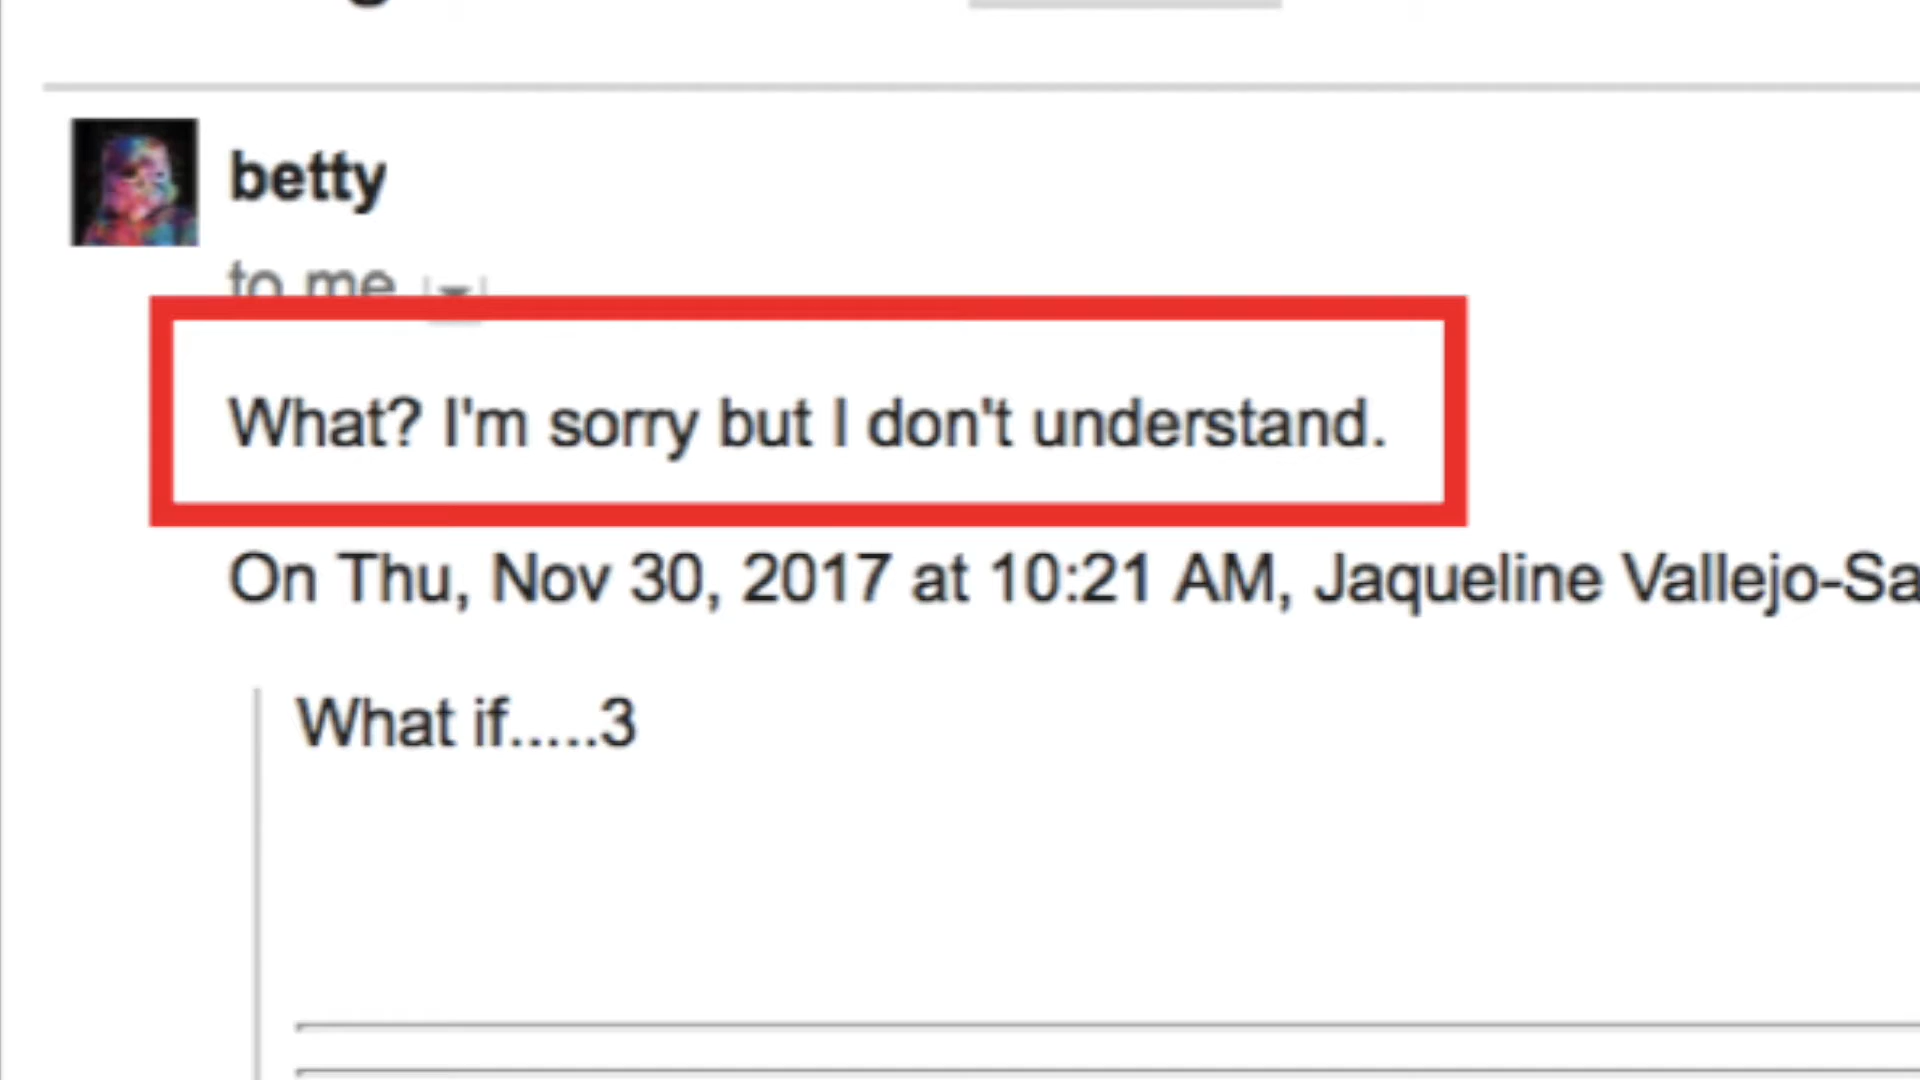 betty
to me
What? I'm sorry but I don't understand.
On Thu, Nov 30, 2017 at 10:21 AM, Jaqueline Vallejo-Sa
What if.....3